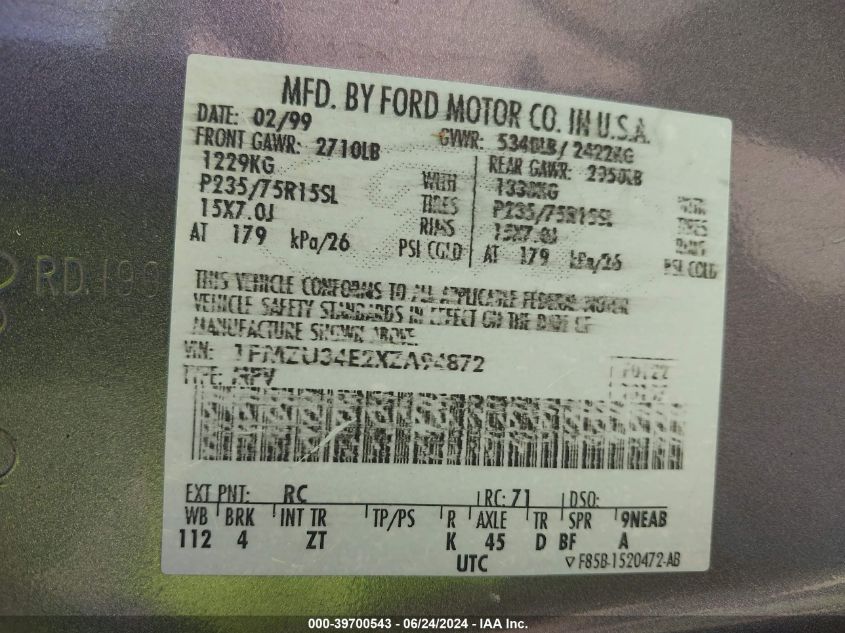 MFD. BY FORD MOTOR CO. IN U.S.A.
DATE: 02/99 GVWR: 5340LB/ 2422KG
FRONT GAWR: 2710LB REAR GAWR: 2950LB
1229KG WITH 1338KG WITH
P235/75R15SL TIRES P235/75R15SL TIRES
15X7.0J RIMS 15X7.0J RIMS
AT 179 kPa/26 PSI COLD AT 179 kPa/26 PSI COLD
THIS VEHICLE CONFORMS TO ALL APPLICABLE FEDERAL MOTOR
VEHICLE SAFETY STANDARDS IN EFFECT ON THE DATE OF
MANUFACTURE SHOWN ABOVE.
VIN: 1FMZU34E2XZA94872
TYPE: MPV
EXT PNT: RC RC: 71 DSO:
WB BRK INT TR TP/PS R AXLE TR SPR 9NEAB
112 4 ZT K 45 D BF A
UTC ▽ F85B-1520472-AB
000-39700543 / 06/24/2024 - IAA Inc.